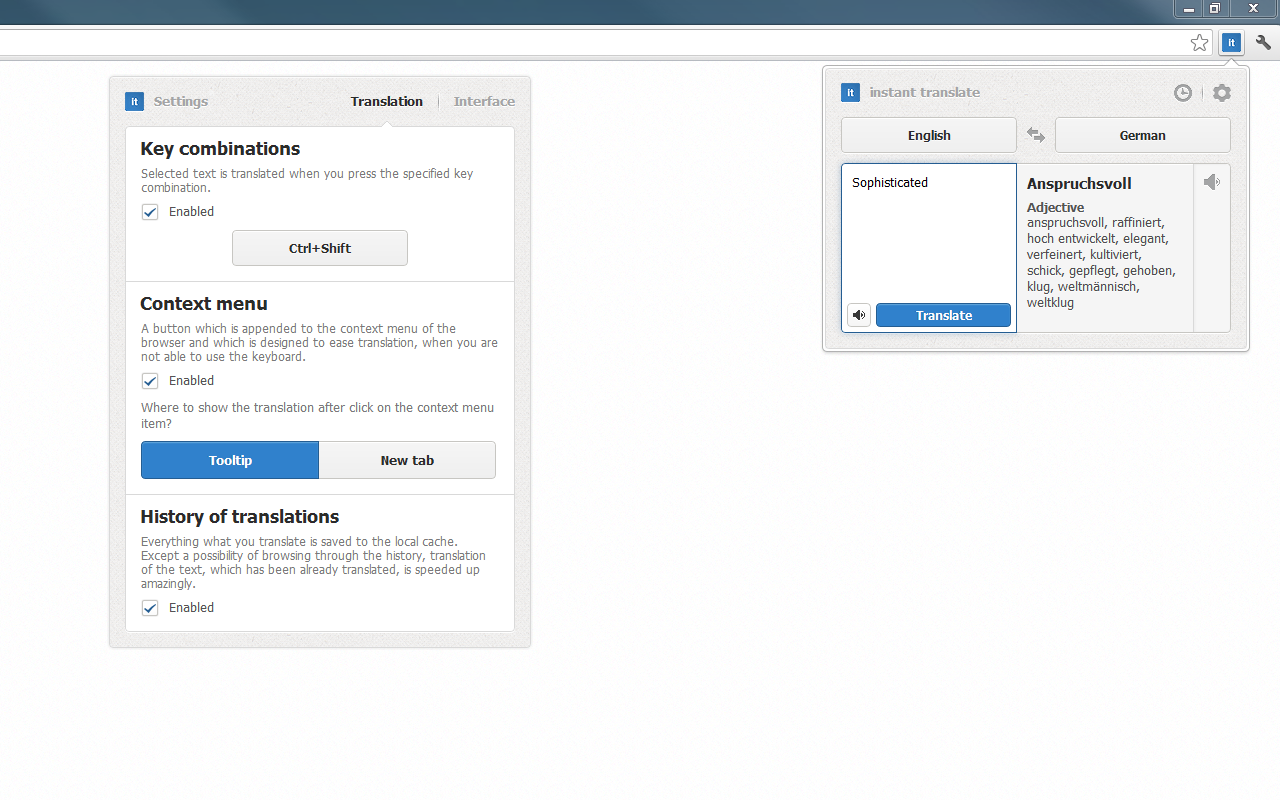 It Settings Translation Interface
Key combinations
Selected text is translated when you press the specified key
combination.
Enabled
Ctrl+Shift
Context menu
A button which is appended to the context menu of the
browser and which is designed to ease translation, when you are
not able to use the keyboard.
Enabled
Where to show the translation after click on the context menu
item?
Tooltip New tab
History of translations
Everything what you translate is saved to the local cache.
Except a possibility of browsing through the history, translation
of the text, which has been already translated, is speeded up
amazingly.
Enabled
It
It instant translate
English German
Sophisticated
Translate
Anspruchsvoll
Adjective
anspruchsvoll, raffiniert,
hoch entwickelt, elegant,
verfeinert, kultiviert,
schick, gepflegt, gehoben,
klug, weltmännisch,
weltklug